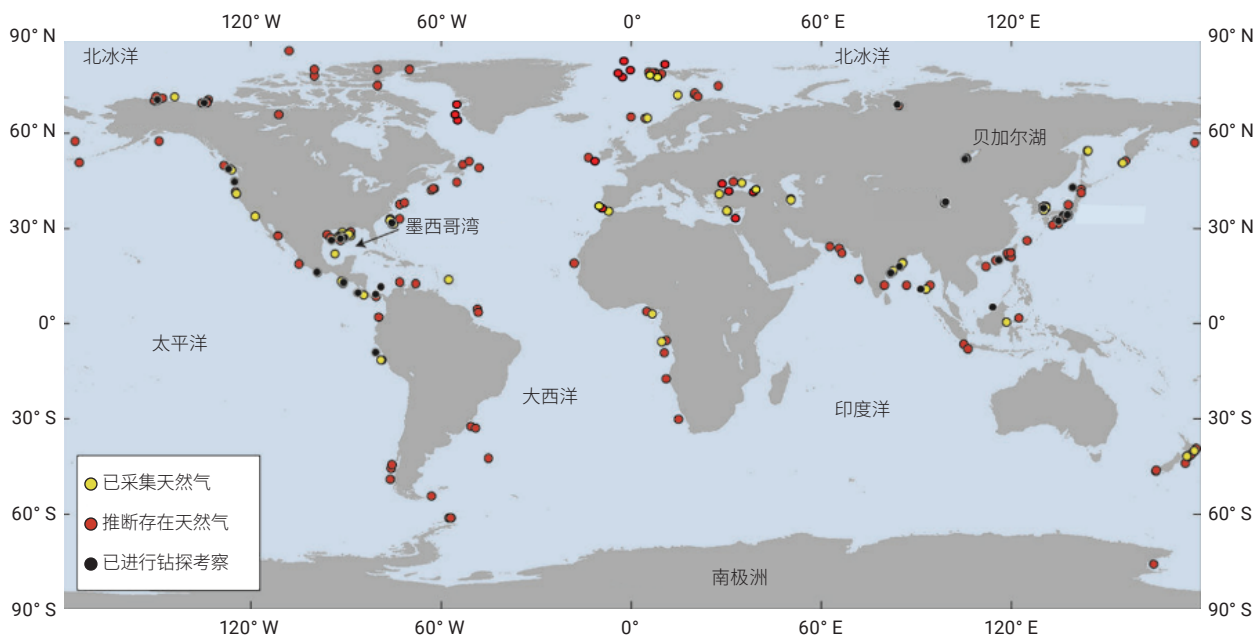 120° W 60° W 0° 60° E 120° E
90° N 90° N
北冰洋 北冰洋
60° N 贝加尔湖 60° N
30° N 墨西哥湾 30° N
0° 0°
太平洋
大西洋 印度洋
30° S 30° S
已采集天然气
推断存在天然气
60° S 60° S
已进行钻探考察
南极洲
90° S 90° S
120° W 60° W 0° 60° E 120° E